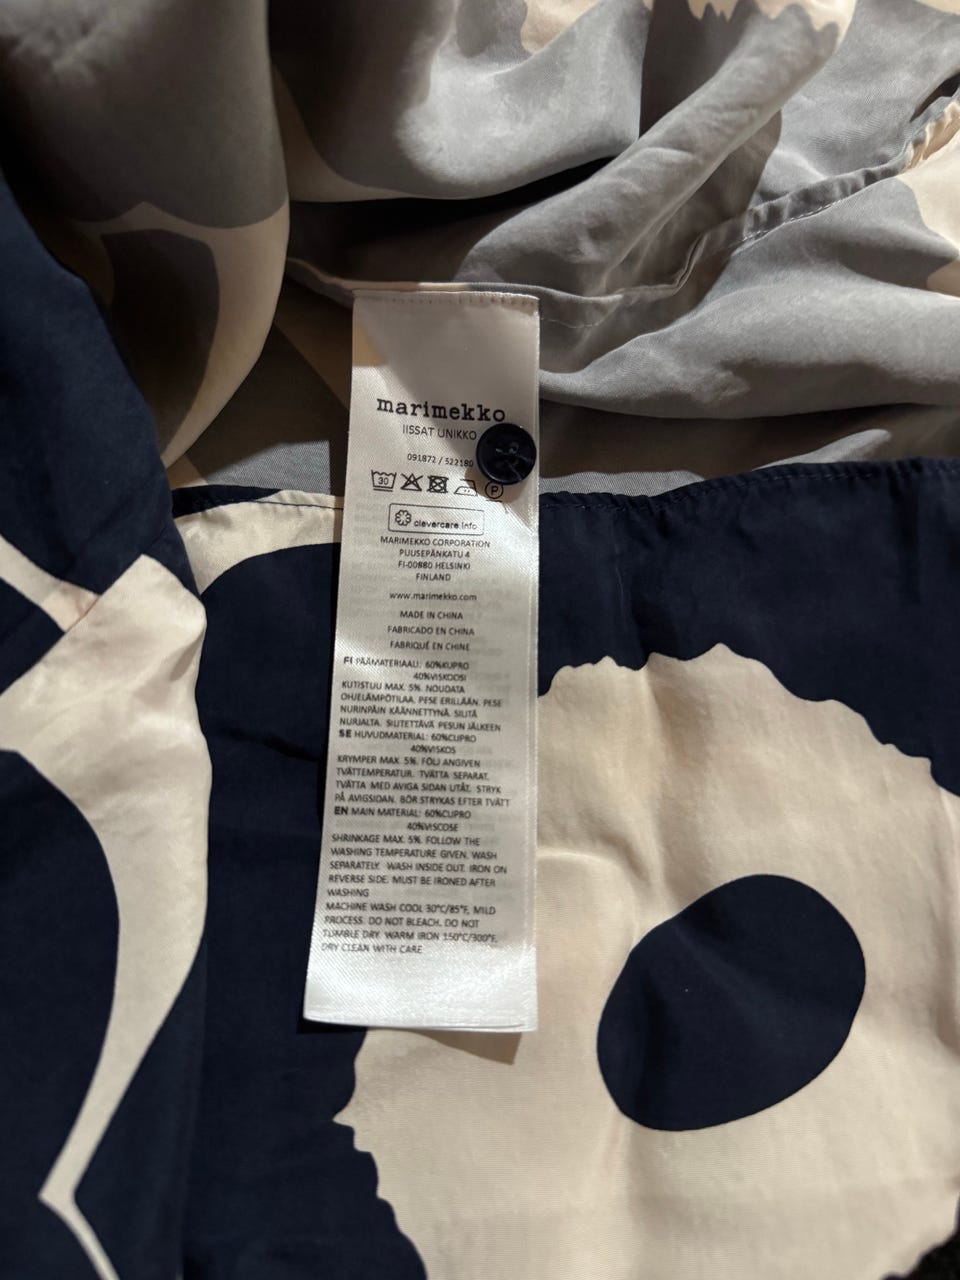 marimekko
IISSAT UNIKKO
091872 / 522180
30
P
clevercare.info
MARIMEKKO CORPORATION
PUUSEPÄNKATU 4
FI-00880 HELSINKI
FINLAND
www.marimekko.com
MADE IN CHINA
FABRICADO EN CHINA
FABRIQUÉ EN CHINE
FI PÄÄMATERIAALI: 60%KUPRO
40%VISKOOSI
KUTISTUU MAX. 5%. NOUDATA
OHJELÄMPÖTILAA. PESE ERILLÄÄN. PESE
NURINPÄIN KÄÄNNETTYNÄ. SILITÄ
NURJALTA. SILITETTÄVÄ PESUN JÄLKEEN
SE HUVUDMATERIAL: 60%CUPRO
40%VISKOS
KRYMPER MAX. 5%. FÖLJ ANGIVEN
TVÄTTEMPERATUR. TVÄTTA SEPARAT.
TVÄTTA MED AVIGA SIDAN UTÅT. STRYK
PÅ AVIGSIDAN. BÖR STRYKAS EFTER TVÄTT
EN MAIN MATERIAL: 60%CUPRO
40%VISCOSE
SHRINKAGE MAX. 5%. FOLLOW THE
WASHING TEMPERATURE GIVEN. WASH
SEPARATELY. WASH INSIDE OUT. IRON ON
REVERSE SIDE. MUST BE IRONED AFTER
WASHING
MACHINE WASH COOL 30°C/85°F, MILD
PROCESS. DO NOT BLEACH. DO NOT
TUMBLE DRY. WARM IRON 150°C/300°F,
DRY CLEAN WITH CARE